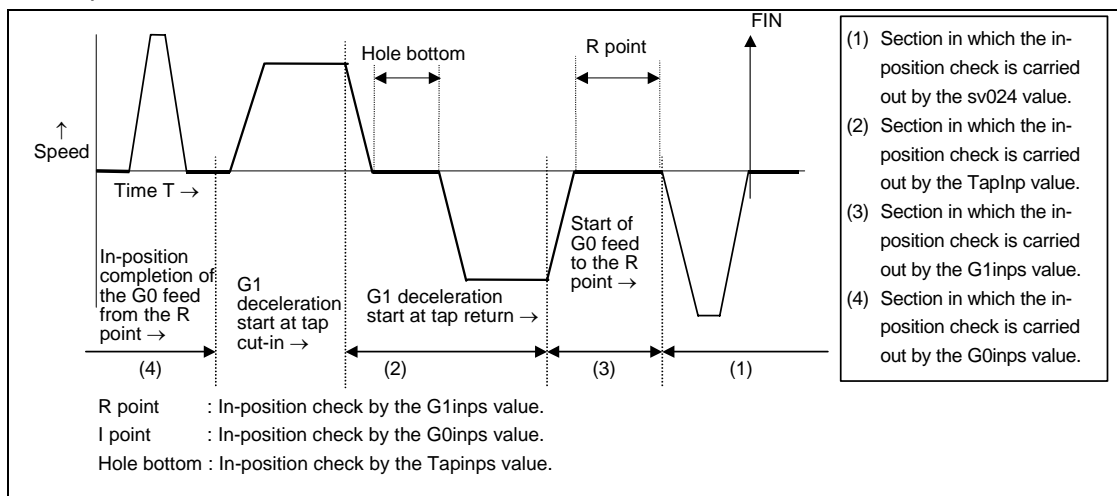 FIN
Hole bottom
R point
↑
Speed
Time T →
In-position
completion of
the G0 feed
from the R
point →
G1
deceleration
start at tap
cut-in →
G1 deceleration
start at tap return →
Start of
G0 feed
to the R
point →
(4)
(2)
(3)
(1)
R point : In-position check by the G1inps value.
I point : In-position check by the G0inps value.
Hole bottom : In-position check by the Tapinps value.
(1) Section in which the in-
position check is carried
out by the sv024 value.
(2) Section in which the in-
position check is carried
out by the TapInp value.
(3) Section in which the in-
position check is carried
out by the G1inps value.
(4) Section in which the in-
position check is carried
out by the G0inps value.